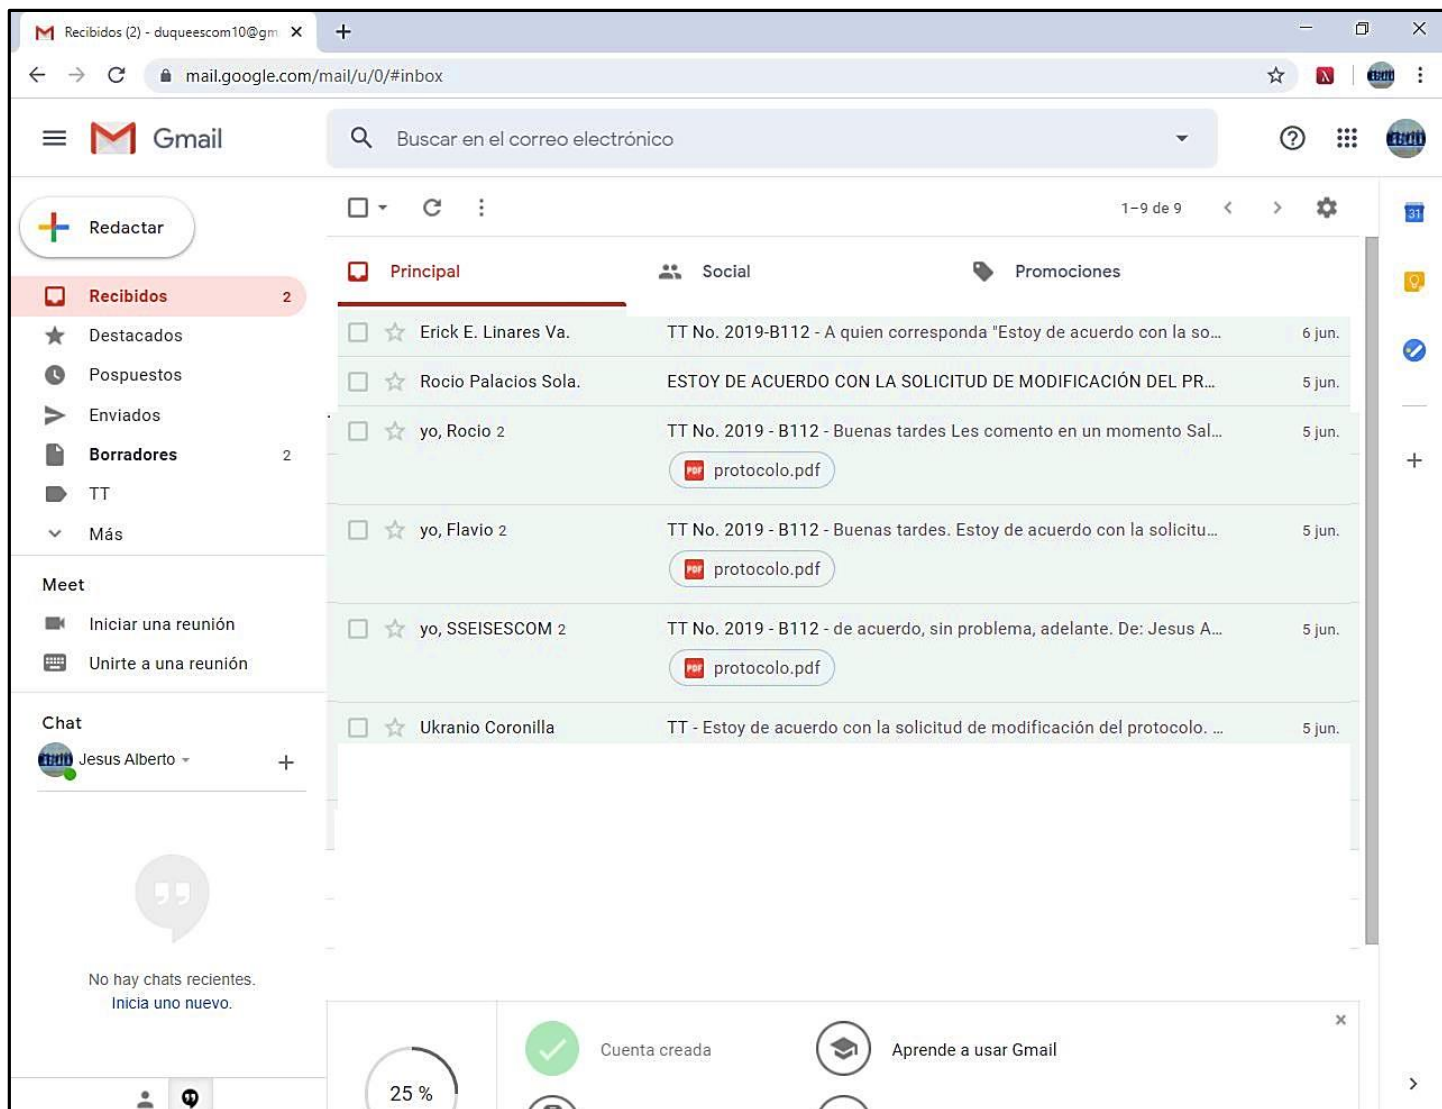 Recibidos (2) - duqueescom10@gm
mail.google.com/mail/u/0/#inbox
Gmail
Buscar en el correo electrónico
Redactar
1–9 de 9
31
Principal
Social
Promociones
Recibidos 2
Destacados
Pospuestos
Enviados
Borradores 2
TT
Más
Erick E. Linares Va. TT No. 2019-B112 - A quien corresponda "Estoy de acuerdo con la so... 6 jun.
Rocio Palacios Sola. ESTOY DE ACUERDO CON LA SOLICITUD DE MODIFICACIÓN DEL PR... 5 jun.
yo, Rocio 2 TT No. 2019 - B112 - Buenas tardes Les comento en un momento Sal... 5 jun.
PDF protocolo.pdf
yo, Flavio 2 TT No. 2019 - B112 - Buenas tardes. Estoy de acuerdo con la solicitu... 5 jun.
PDF protocolo.pdf
yo, SSEISESCOM 2 TT No. 2019 - B112 - de acuerdo, sin problema, adelante. De: Jesus A... 5 jun.
PDF protocolo.pdf
Ukranio Coronilla TT - Estoy de acuerdo con la solicitud de modificación del protocolo. ... 5 jun.
Meet
Iniciar una reunión
Unirte a una reunión
Chat
Jesus Alberto
No hay chats recientes.
Inicia uno nuevo.
25 %
Cuenta creada
Aprende a usar Gmail